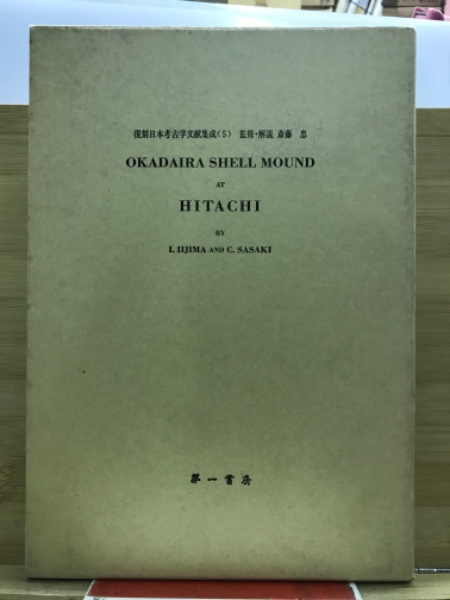 復刻日本考古学文献集成(5) 監修・解説 斎藤 忠
OKADAIRA SHELL MOUND
AT
HITACHI
BY
I. IIJIMA AND C. SASAKI
第一書房